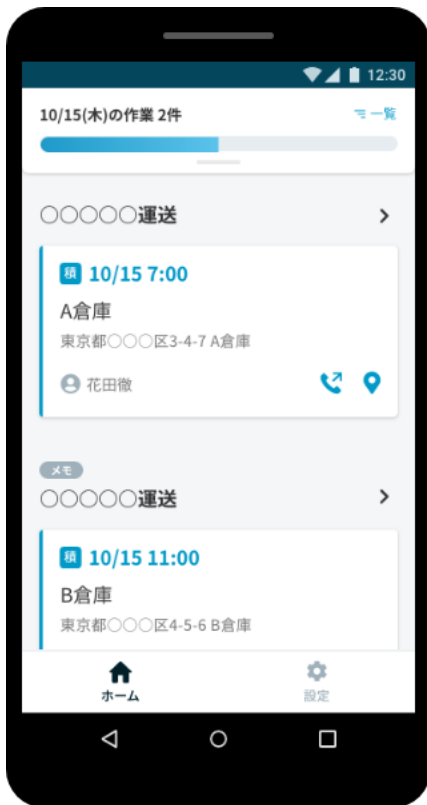 12:30
10/15(木)の作業 2件
一覧
○○○○○運送
積 10/15 7:00
A倉庫
東京都○○○区3-4-7 A倉庫
花田徹
メモ
○○○○○運送
積 10/15 11:00
B倉庫
東京都○○○区4-5-6 B倉庫
ホーム
設定